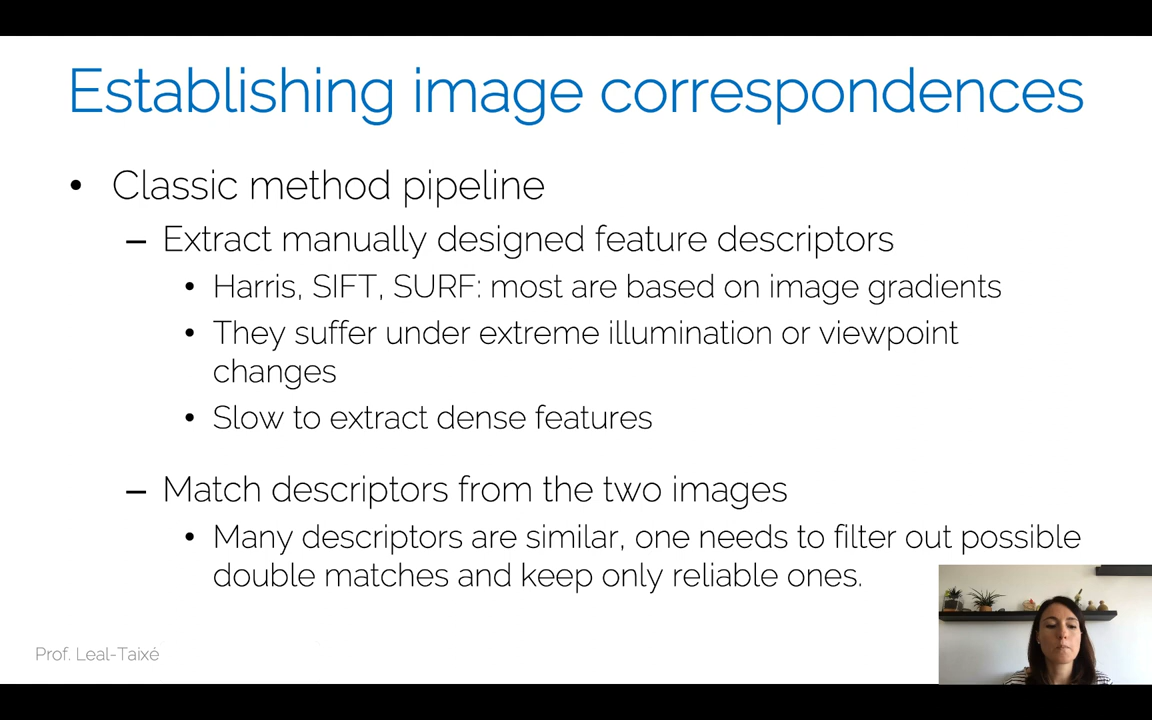 Establishing image correspondences
• Classic method pipeline
– Extract manually designed feature descriptors
• Harris, SIFT, SURF: most are based on image gradients
• They suffer under extreme illumination or viewpoint
changes
• Slow to extract dense features
– Match descriptors from the two images
• Many descriptors are similar, one needs to filter out possible
double matches and keep only reliable ones.
Prof. Leal-Taixé